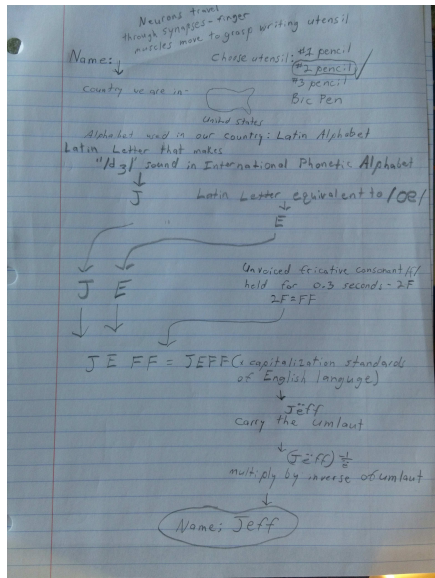 Neurons travel
through synapses - finger
muscles move to grasp writing utensil
Name:
Choose utensil: #1 pencil
#2 pencil
#3 pencil
Bic Pen
Country we are in -
United States
Alphabet used in our country: Latin Alphabet
Latin Letter that makes
"/dʒ/" sound in International Phonetic Alphabet
J
Latin Letter equivalent to /oe/
E
J E
Unvoiced fricative consonant
hold for 0.3 seconds - 2F
2F = FF
J E FF = JEFF (x capitalization standards
of English languge)
Jëff
Carry the umlaut
(Jëff)
multiply by inverse of umlaut
Name; Jeff